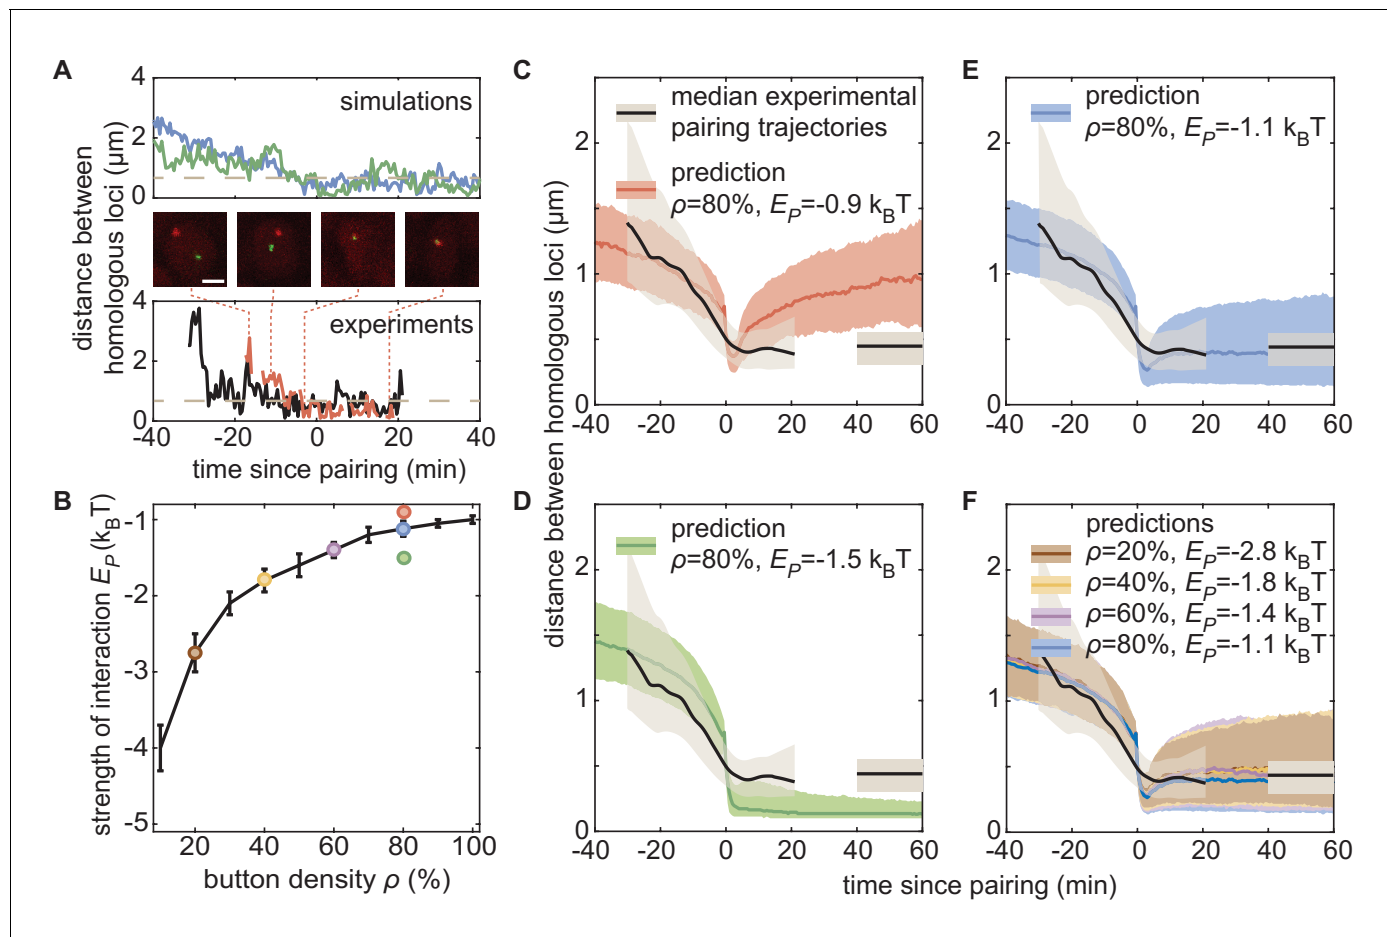 A
distance between
homologous loci (µm)
4
2
0
simulations
4
2
0
experiments
-40
-20
0
20
40
time since pairing (min)
B
strength of interaction E_P (k_BT)
-1
-2
-3
-4
-5
20
40
60
80
100
button density ρ (%)
distance between homologous loci (µm)
C
2
1
0
median experimental
pairing trajectories
prediction
ρ=80%, E_P=-0.9 k_BT
-40
-20
0
20
40
60
D
2
1
0
prediction
ρ=80%, E_P=-1.5 k_BT
-40
-20
0
20
40
60
E
2
1
0
prediction
ρ=80%, E_P=-1.1 k_BT
-40
-20
0
20
40
60
F
2
1
0
predictions
ρ=20%, E_P=-2.8 k_BT
ρ=40%, E_P=-1.8 k_BT
ρ=60%, E_P=-1.4 k_BT
ρ=80%, E_P=-1.1 k_BT
-40
-20
0
20
40
60
time since pairing (min)